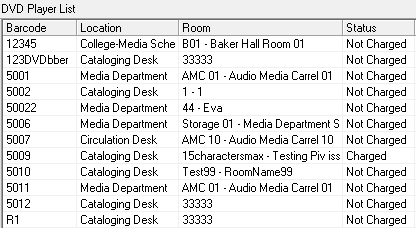 DVD Player List
Barcode Location Room Status
12345 College-Media Sche B01 - Baker Hall Room 01 Not Charged
123DVDbber Cataloging Desk 33333 Not Charged
5001 Media Department AMC 01 - Audio Media Carrel 01 Not Charged
5002 Cataloging Desk 1 - 1 Not Charged
50022 Media Department 44 - Eva Not Charged
5006 Media Department Storage 01 - Media Department S Not Charged
5007 Circulation Desk AMC 10 - Audio Media Carrel 10 Not Charged
5009 Cataloging Desk 15charactersmax - Testing Piv iss Charged
5010 Cataloging Desk Test99 - RoomName99 Not Charged
5011 Media Department AMC 01 - Audio Media Carrel 01 Not Charged
5012 Cataloging Desk 33333 Not Charged
R1 Cataloging Desk 33333 Not Charged